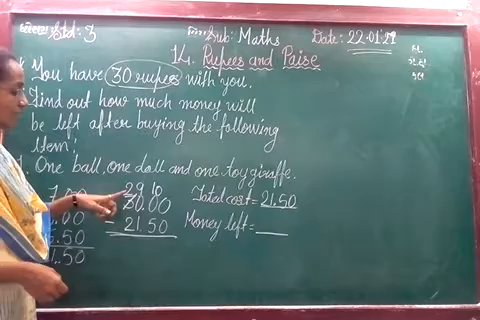 Std: 3 Sub: Maths Date: 22.01.21
14. Rupees and Paise
You have 30 rupees with you.
Find out how much money will
be left after buying the following
item!
1. One ball, one doll and one toy giraffe.
29 10
30.00 Total cost = 21.50
- 21.50 Money left = ____
.00
.50
.50